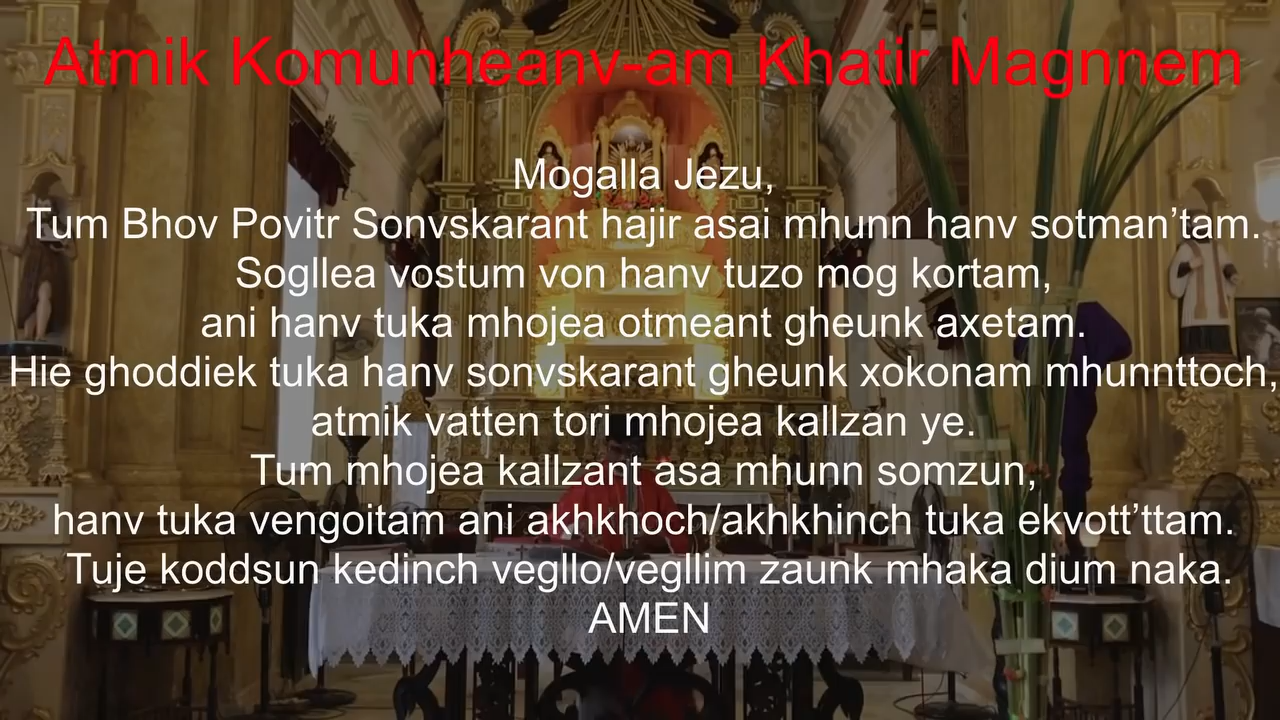 Atmik Komunheanv-am Khatir Magnnem
Mogalla Jezu,
Tum Bhov Povitr Sonvskarant hajir asai mhunn hanv sotman’tam.
Sogllea vostum von hanv tuzo mog kortam,
ani hanv tuka mhojea otmeant gheunk axetam.
Hie ghoddiek tuka hanv sonvskarant gheunk xokonam mhunnttoch,
atmik vatten tori mhojea kallzan ye.
Tum mhojea kallzant asa mhunn somzun,
hanv tuka vengoitam ani akhkhoch/akhkhinch tuka ekvott’ttam.
Tuje koddsun kedinch vegllo/vegllim zaunk mhaka dium naka.
AMEN